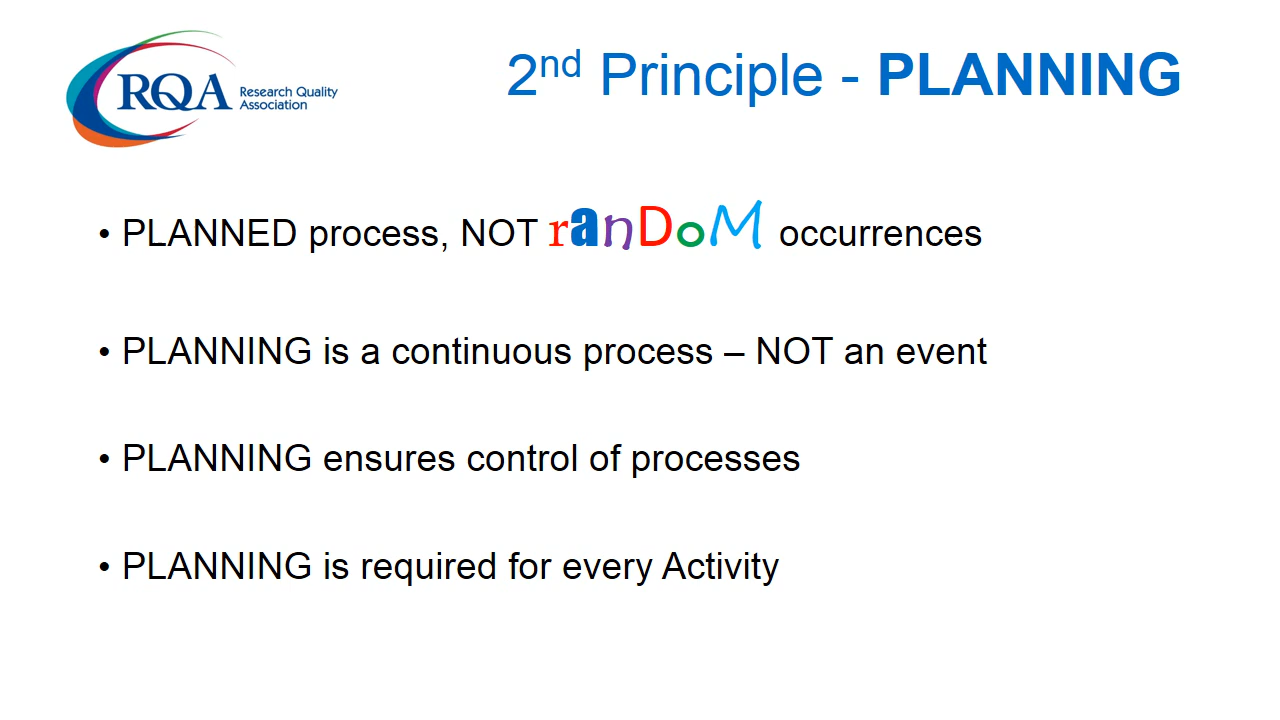 RQA Research Quality
Association
2nd Principle - PLANNING
• PLANNED process, NOT ranDoM occurrences
• PLANNING is a continuous process – NOT an event
• PLANNING ensures control of processes
• PLANNING is required for every Activity